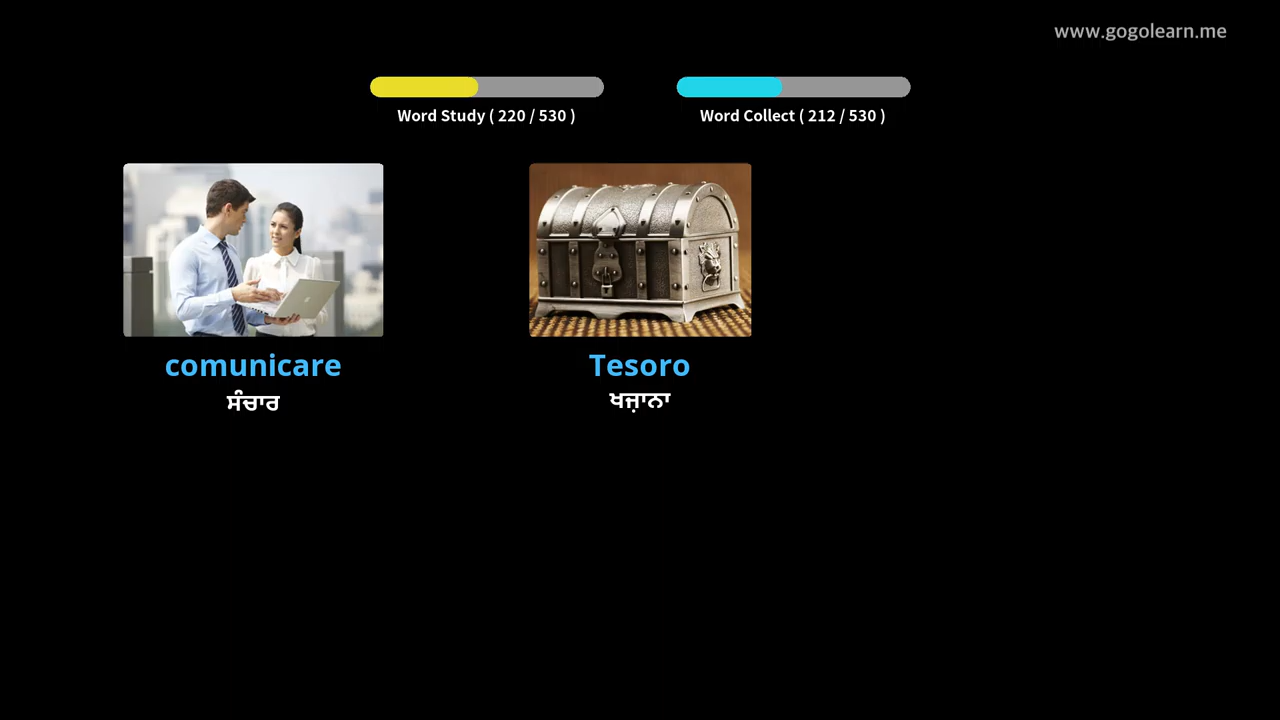 www.gogolearn.me
Word Study ( 220 / 530 )
Word Collect ( 212 / 530 )
comunicare
ਸੰਚਾਰ
Tesoro
ਖਜ਼ਾਨਾ